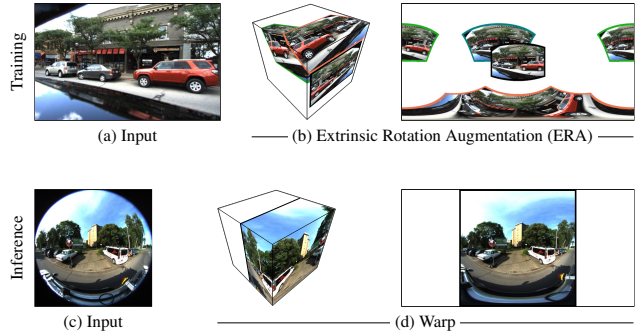 Training
(a) Input
(b) Extrinsic Rotation Augmentation (ERA)
Inference
(c) Input
(d) Warp